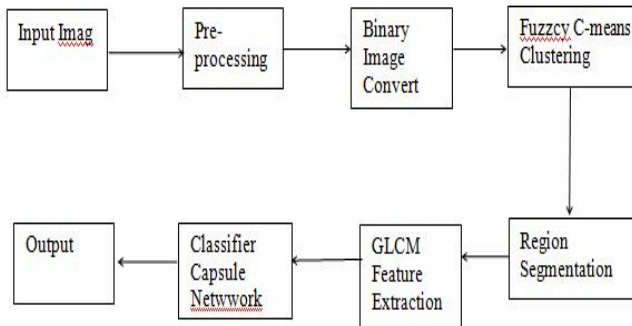 Input Imag
Pre-
processing
Binary
Image
Convert
Fuzzcy C-means
Clustering
Region
Segmentation
GLCM
Feature
Extraction
Classifier
Capsule
Netwwork
Output